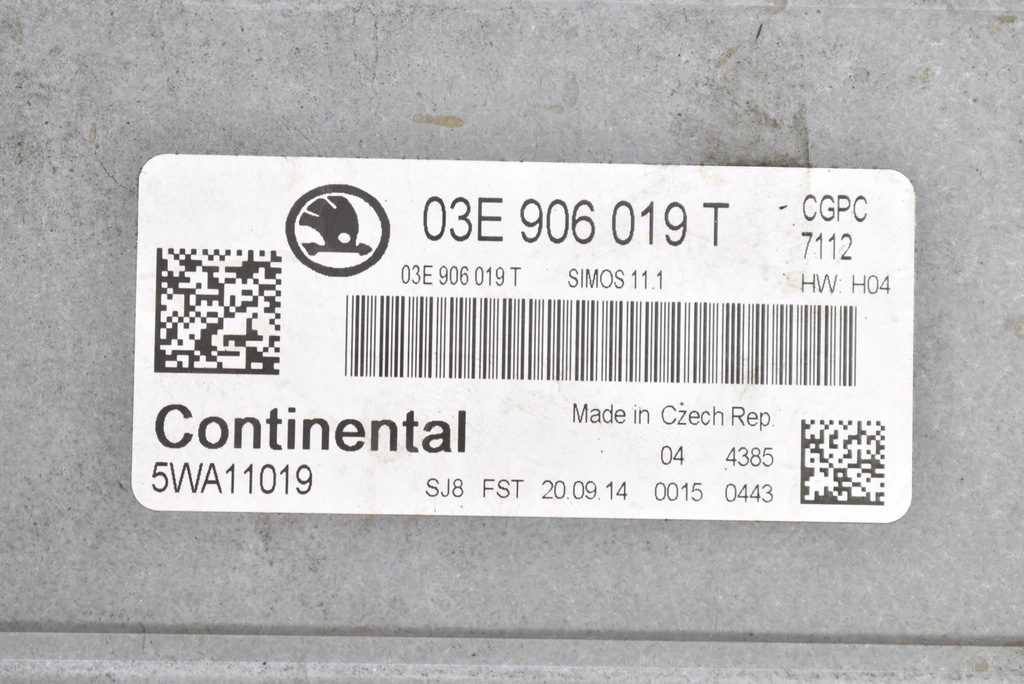 03E 906 019 T
CGPC
7112
03E 906 019 T SIMOS 11.1
HW: H04
Continental
Made in Czech Rep.
04 4385
5WA11019
SJ8 FST 20.09.14 0015 0443